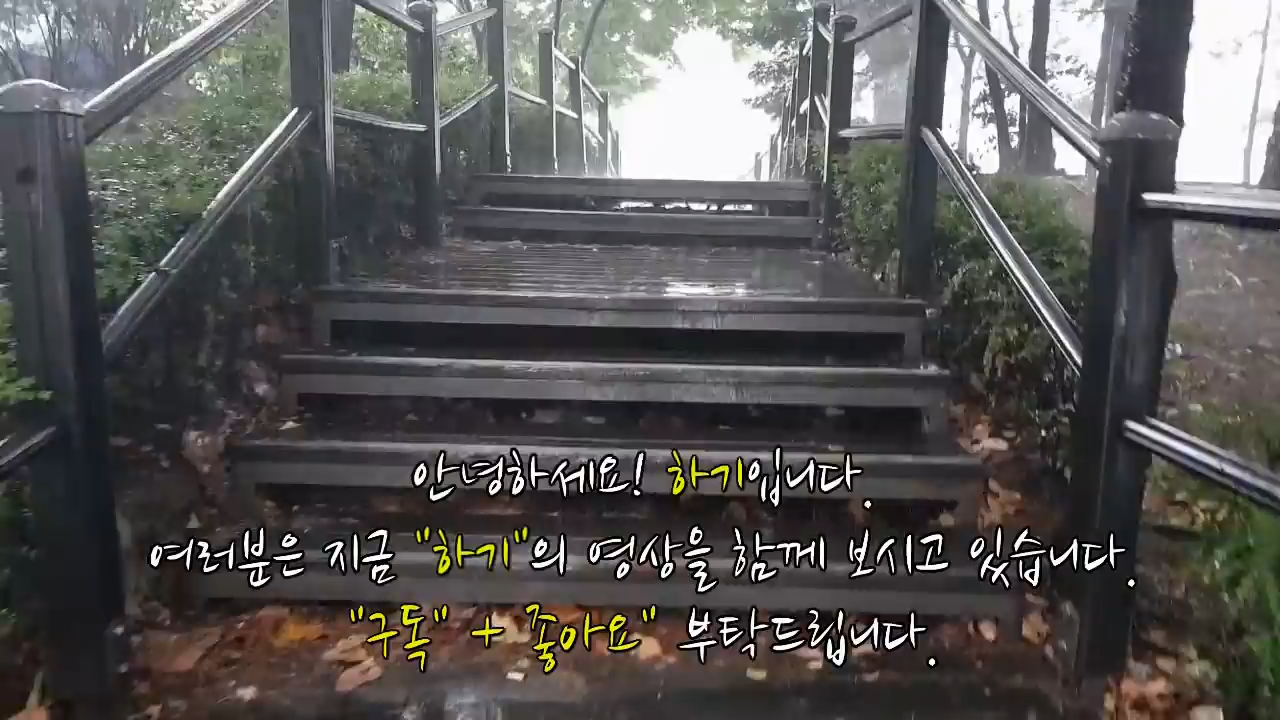 안녕하세요! 하기입니다.
여러분은 지금 "하기"의 영상을 함께 보시고 있습니다.
"구독" + 좋아요" 부탁드립니다.